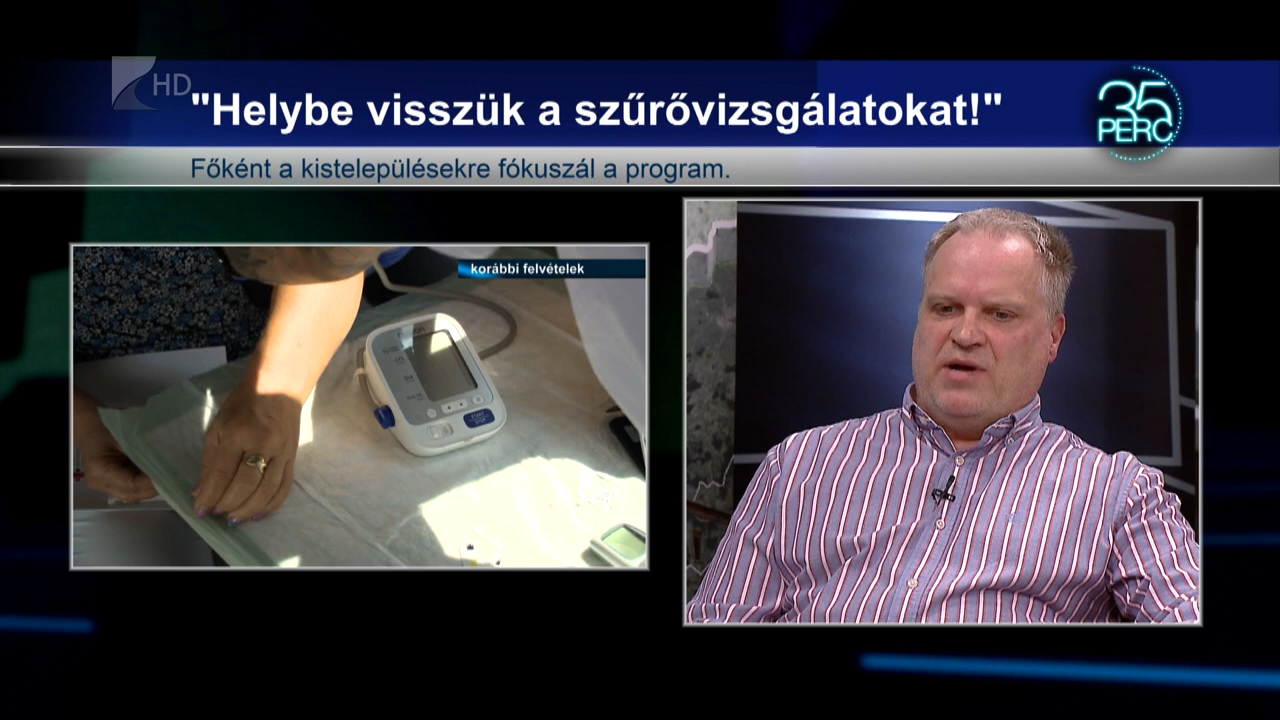 HD
"Helybe visszük a szűrővizsgálatokat!"
35
PERC
Főként a kistelepülésekre fókuszál a program.
korábbi felvételek